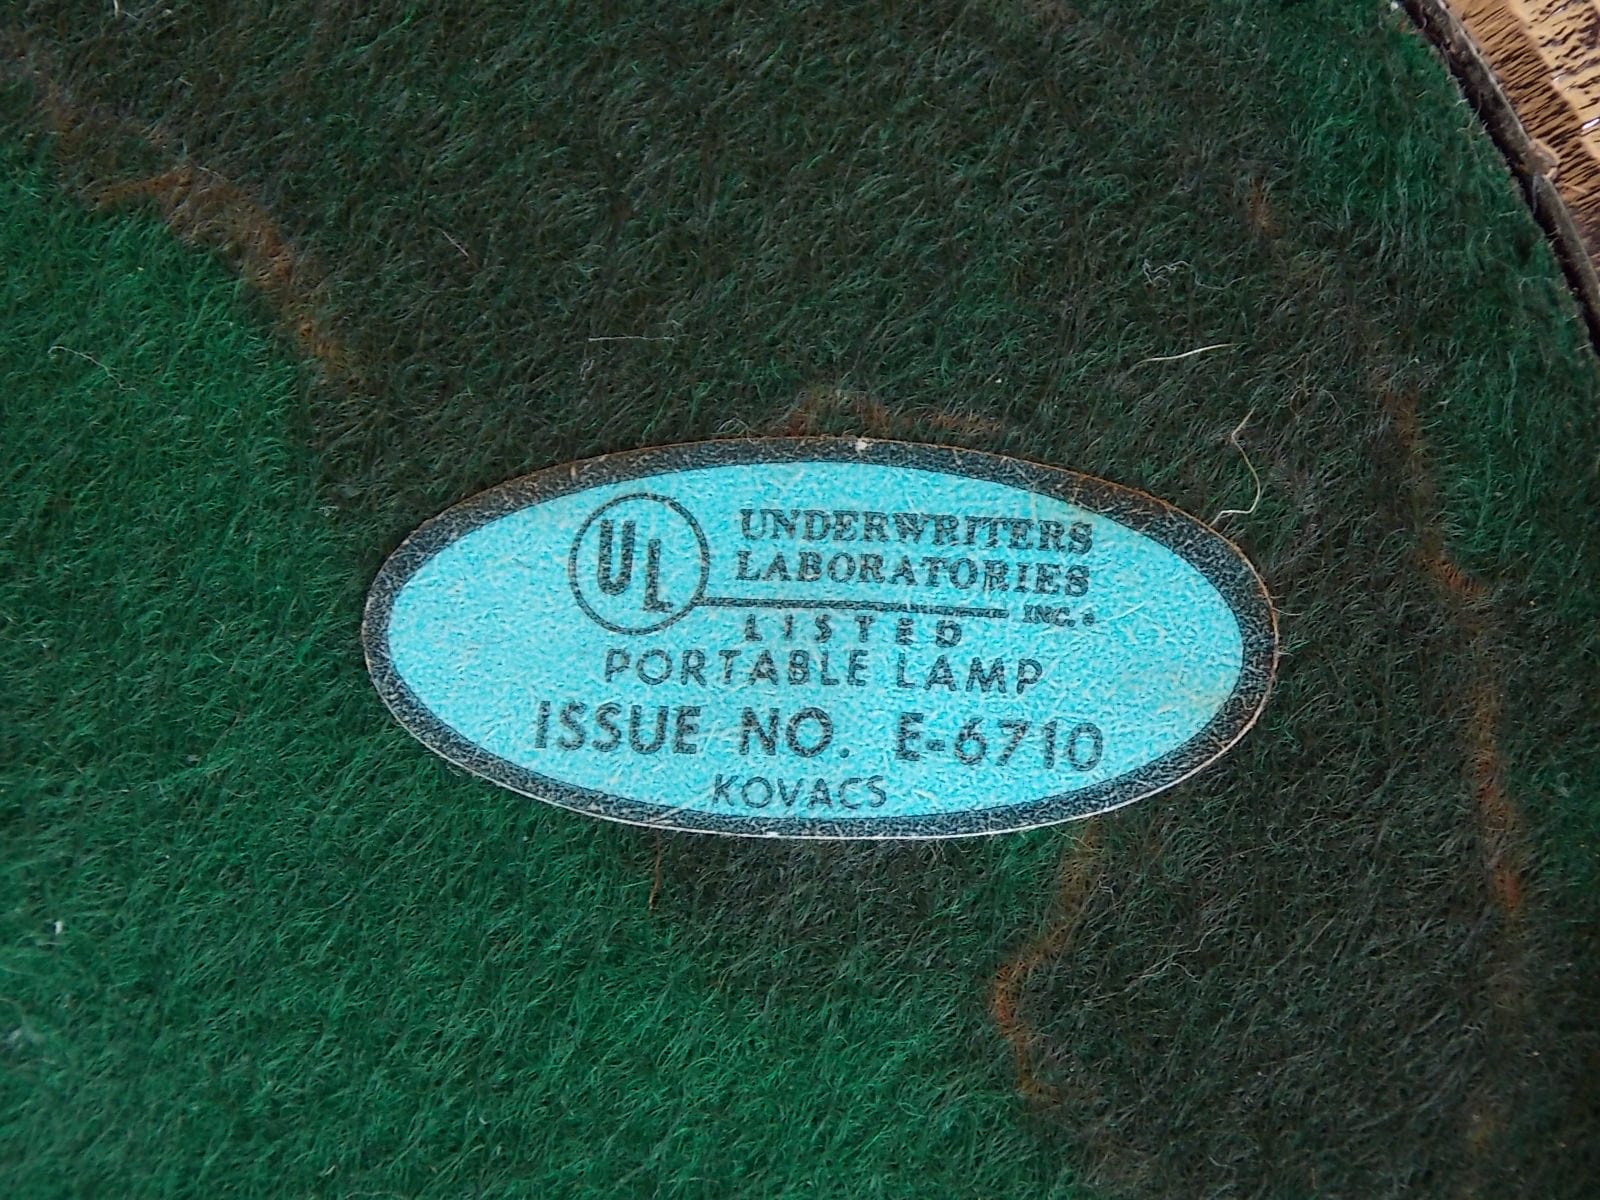 UL
UNDERWRITERS
LABORATORIES
INC.®
LISTED
PORTABLE LAMP
ISSUE NO. E-6710
KOVACS